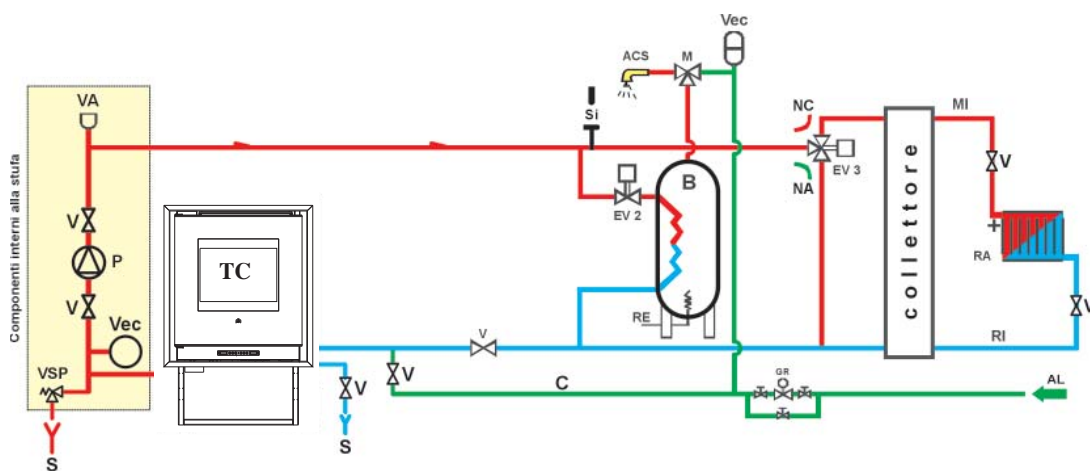 Componenti interni alla stufa
VA
V
P
V
Vec
VSP
S
TC
V
S
V
V
C
ACS
M
Vec
Si
EV 2
B
RE
NC
NA
EV 3
GR
AL
collettore
MI
V
+
RA
V
RI